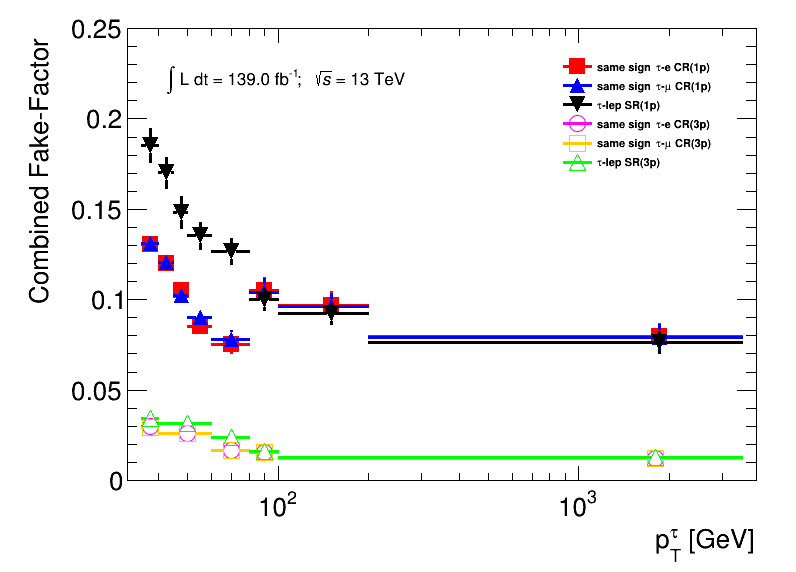 0.25
∫ L dt = 139.0 fb⁻¹; √s = 13 TeV
same sign τ-e CR(1p)
same sign τ-μ CR(1p)
τ-lep SR(1p)
same sign τ-e CR(3p)
same sign τ-μ CR(3p)
τ-lep SR(3p)
Combined Fake-Factor
0.2
0.15
0.1
0.05
0
10²
10³
p_T^τ [GeV]